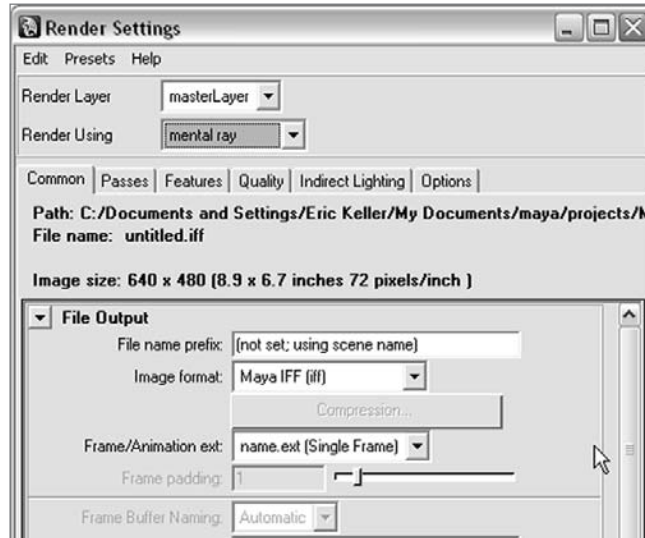 Render Settings
Edit Presets Help
Render Layer masterLayer
Render Using mental ray
Common Passes Features Quality Indirect Lighting Options
Path: C:/Documents and Settings/Eric Keller/My Documents/maya/projects/
File name: untitled.iff
Image size: 640 x 480 (8.9 x 6.7 inches 72 pixels/inch )
File Output
File name prefix: (not set; using scene name)
Image format: Maya IFF (iff)
Compression...
Frame/Animation ext: name.ext (Single Frame)
Frame padding: 1
Frame Buffer Naming: Automatic